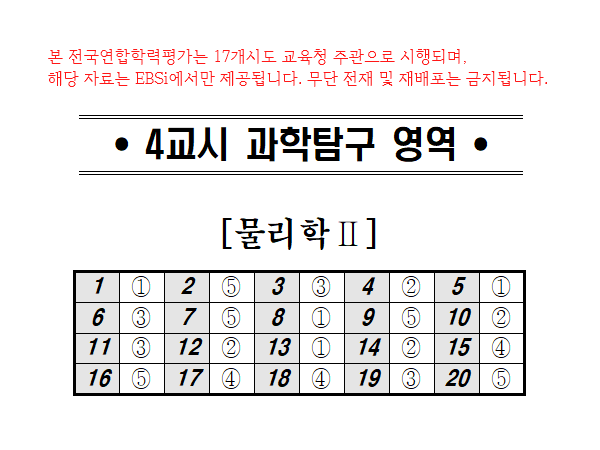 본 전국연합학력평가는 17개시도 교육청 주관으로 시행되며,
해당 자료는 EBSi에서만 제공됩니다. 무단 전재 및 재배포는 금지됩니다.
• 4교시 과학탐구 영역 •
[물리학Ⅱ]
1 ① 2 ⑤ 3 ③ 4 ② 5 ①
6 ③ 7 ⑤ 8 ① 9 ⑤ 10 ②
11 ③ 12 ② 13 ① 14 ② 15 ④
16 ⑤ 17 ④ 18 ④ 19 ③ 20 ⑤